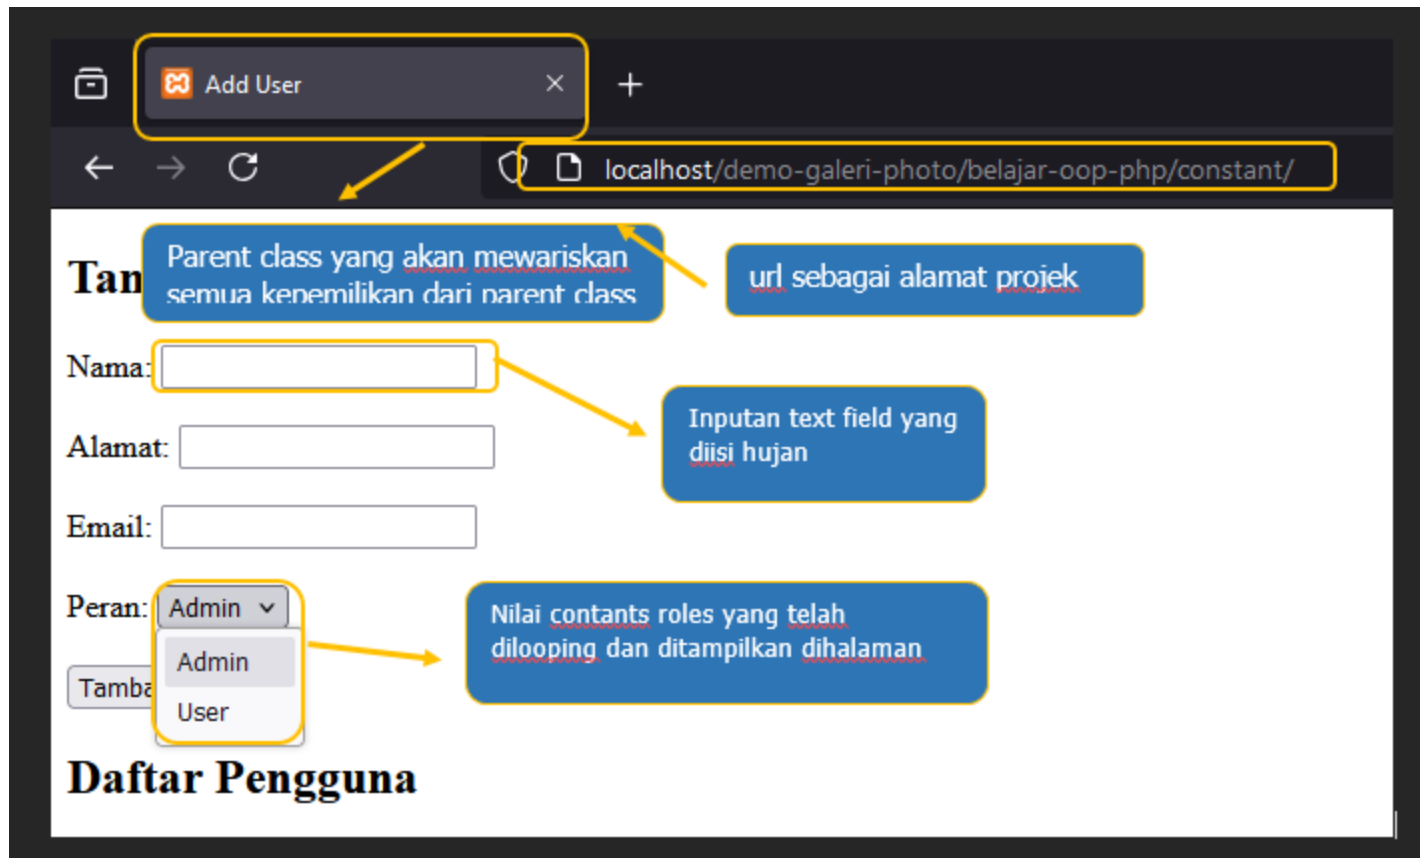 Add User
localhost/demo-galeri-photo/belajar-oop-php/constant/
Parent class yang akan mewariskan
semua kepemilikan dari parent class
url sebagai alamat projek
Nama:
Inputan text field yang
diisi hujan
Alamat:
Email:
Peran: Admin
Nilai contants roles yang telah
dilooping dan ditampilkan dihalaman
Admin
User
Daftar Pengguna